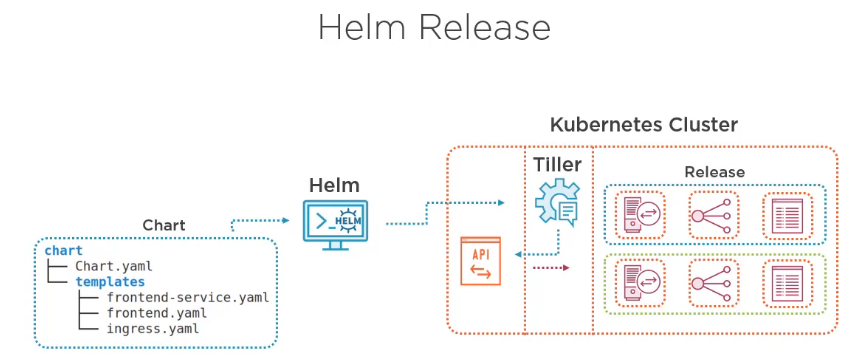 Helm Release
Kubernetes Cluster
Tiller
Release
Helm
>_ HELM
Chart
API
chart
├── Chart.yaml
└── templates
├── frontend-service.yaml
├── frontend.yaml
└── ingress.yaml